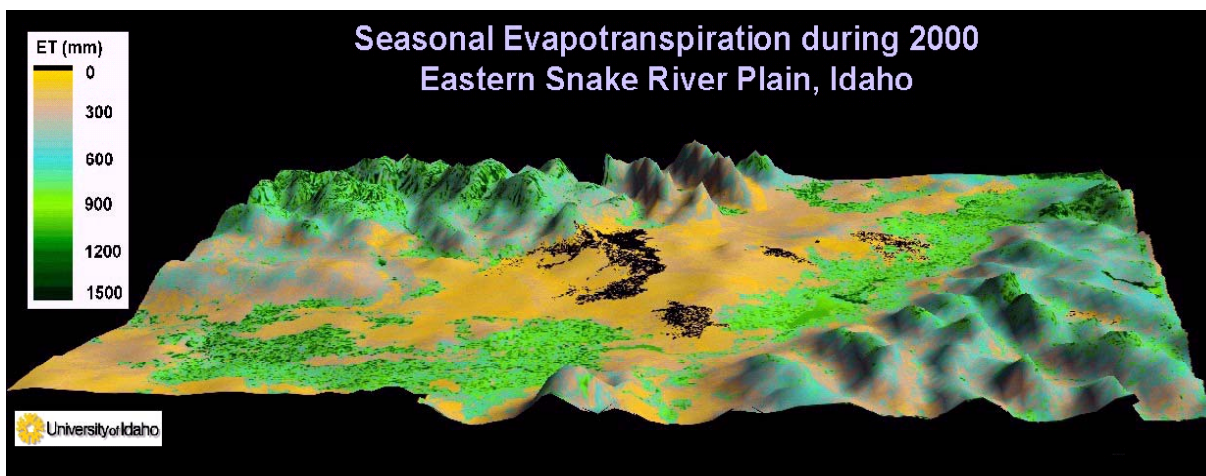 Seasonal Evapotranspiration during 2000
Eastern Snake River Plain, Idaho
ET (mm)
0
300
600
900
1200
1500
University of Idaho